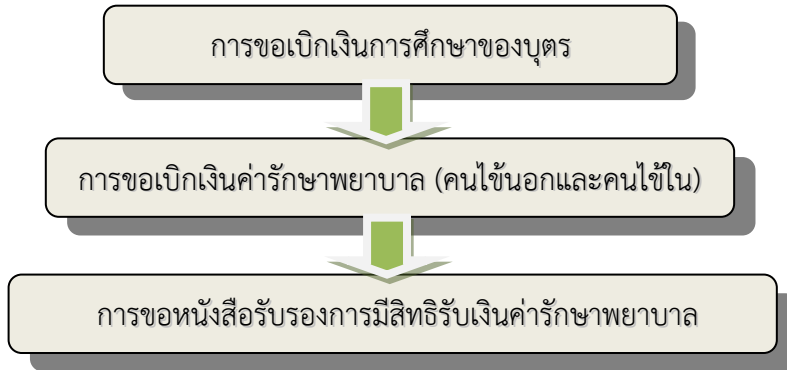 การขอเบิกเงินการศึกษาของบุตร
การขอเบิกเงินค่ารักษาพยาบาล (คนไข้นอกและคนไข้ใน)
การขอหนังสือรับรองการมีสิทธิรับเงินค่ารักษาพยาบาล